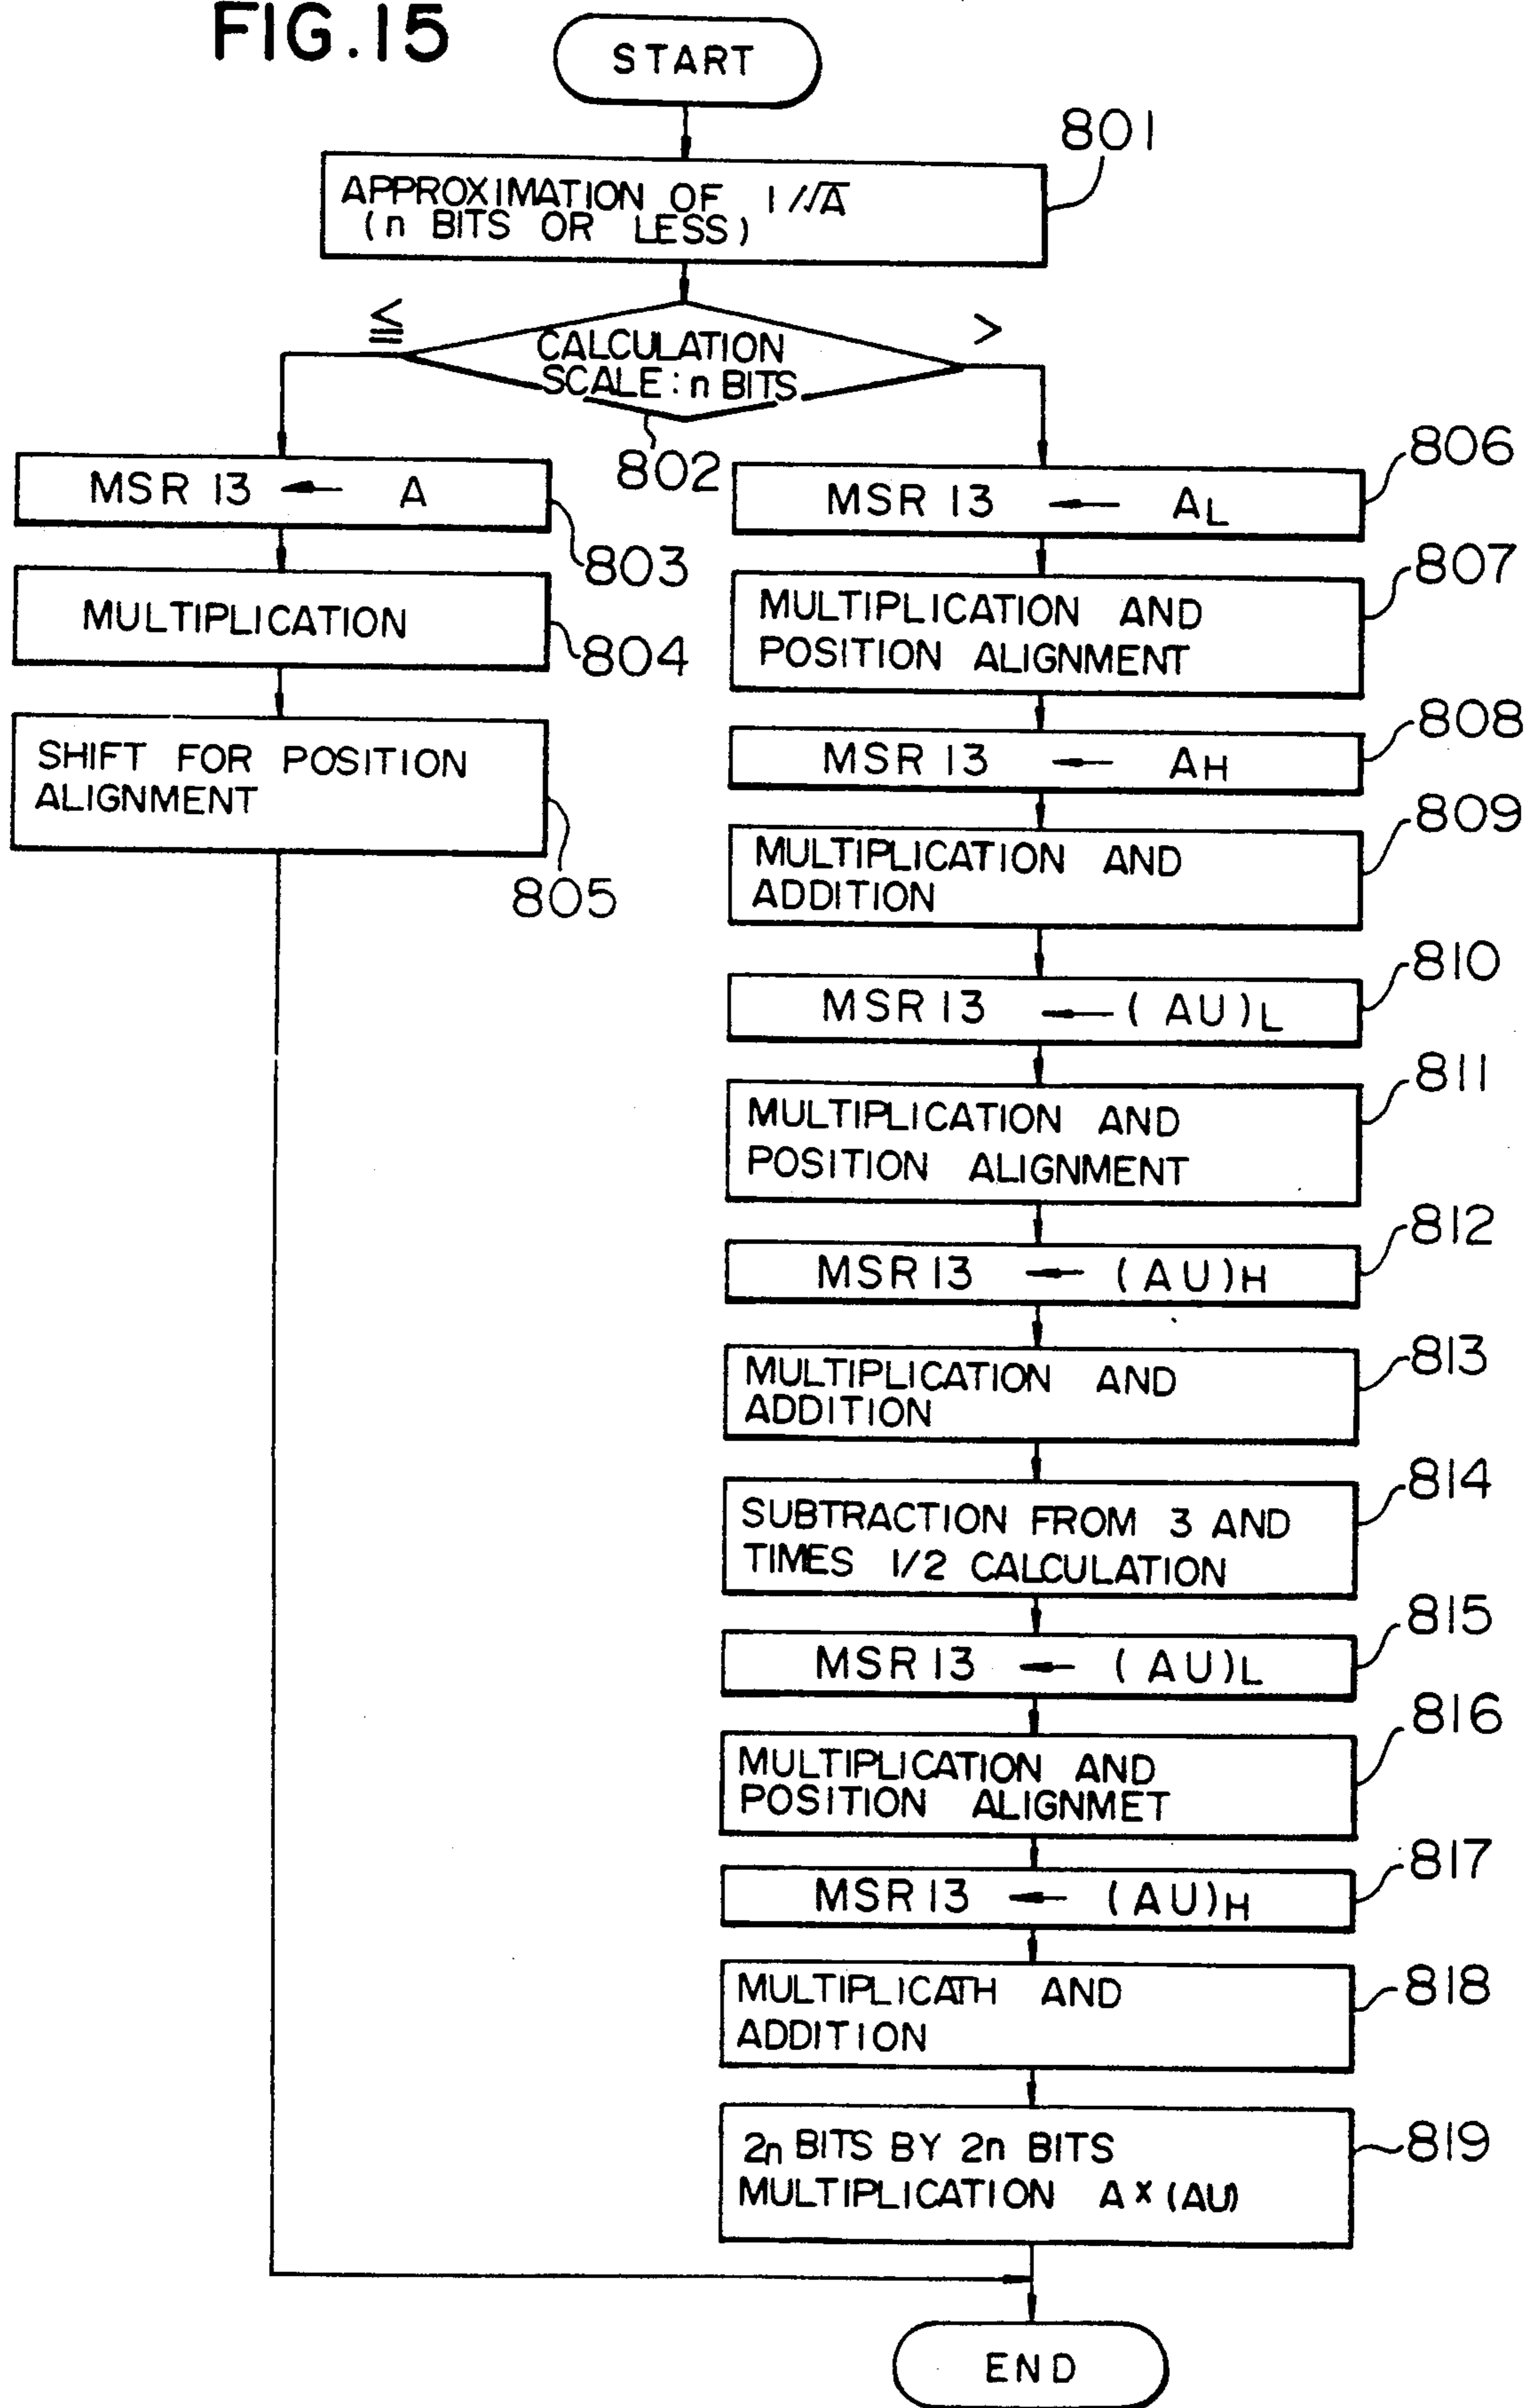 FIG.15
START
801
APPROXIMATION OF 1/√A
(n BITS OR LESS)
≦
>
CALCULATION
SCALE : n BITS
802
MSR 13 ← A
803
MULTIPLICATION
804
SHIFT FOR POSITION
ALIGNMENT
805
806
MSR 13 ← AL
807
MULTIPLICATION AND
POSITION ALIGNMENT
808
MSR 13 ← AH
809
MULTIPLICATION AND
ADDITION
810
MSR 13 ← (AU)L
811
MULTIPLICATION AND
POSITION ALIGNMENT
812
MSR 13 ← (AU)H
813
MULTIPLICATION AND
ADDITION
814
SUBTRACTION FROM 3 AND
TIMES 1/2 CALCULATION
815
MSR 13 ← (AU)L
816
MULTIPLICATION AND
POSITION ALIGNMET
817
MSR 13 ← (AU)H
818
MULTIPLICATH AND
ADDITION
819
2n BITS BY 2n BITS
MULTIPLICATION A × (AU)
END